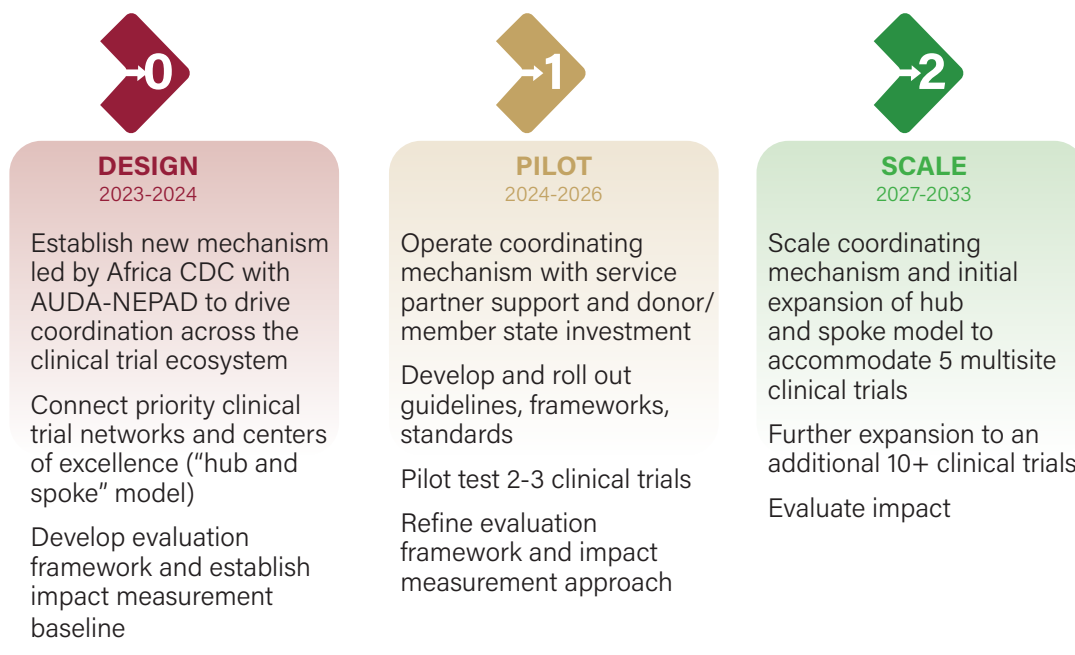 0
DESIGN
2023-2024
Establish new mechanism
led by Africa CDC with
AUDA-NEPAD to drive
coordination across the
clinical trial ecosystem
Connect priority clinical
trial networks and centers
of excellence (“hub and
spoke” model)
Develop evaluation
framework and establish
impact measurement
baseline
1
PILOT
2024-2026
Operate coordinating
mechanism with service
partner support and donor/
member state investment
Develop and roll out
guidelines, frameworks,
standards
Pilot test 2-3 clinical trials
Refine evaluation
framework and impact
measurement approach
2
SCALE
2027-2033
Scale coordinating
mechanism and initial
expansion of hub
and spoke model to
accommodate 5 multisite
clinical trials
Further expansion to an
additional 10+ clinical trials
Evaluate impact